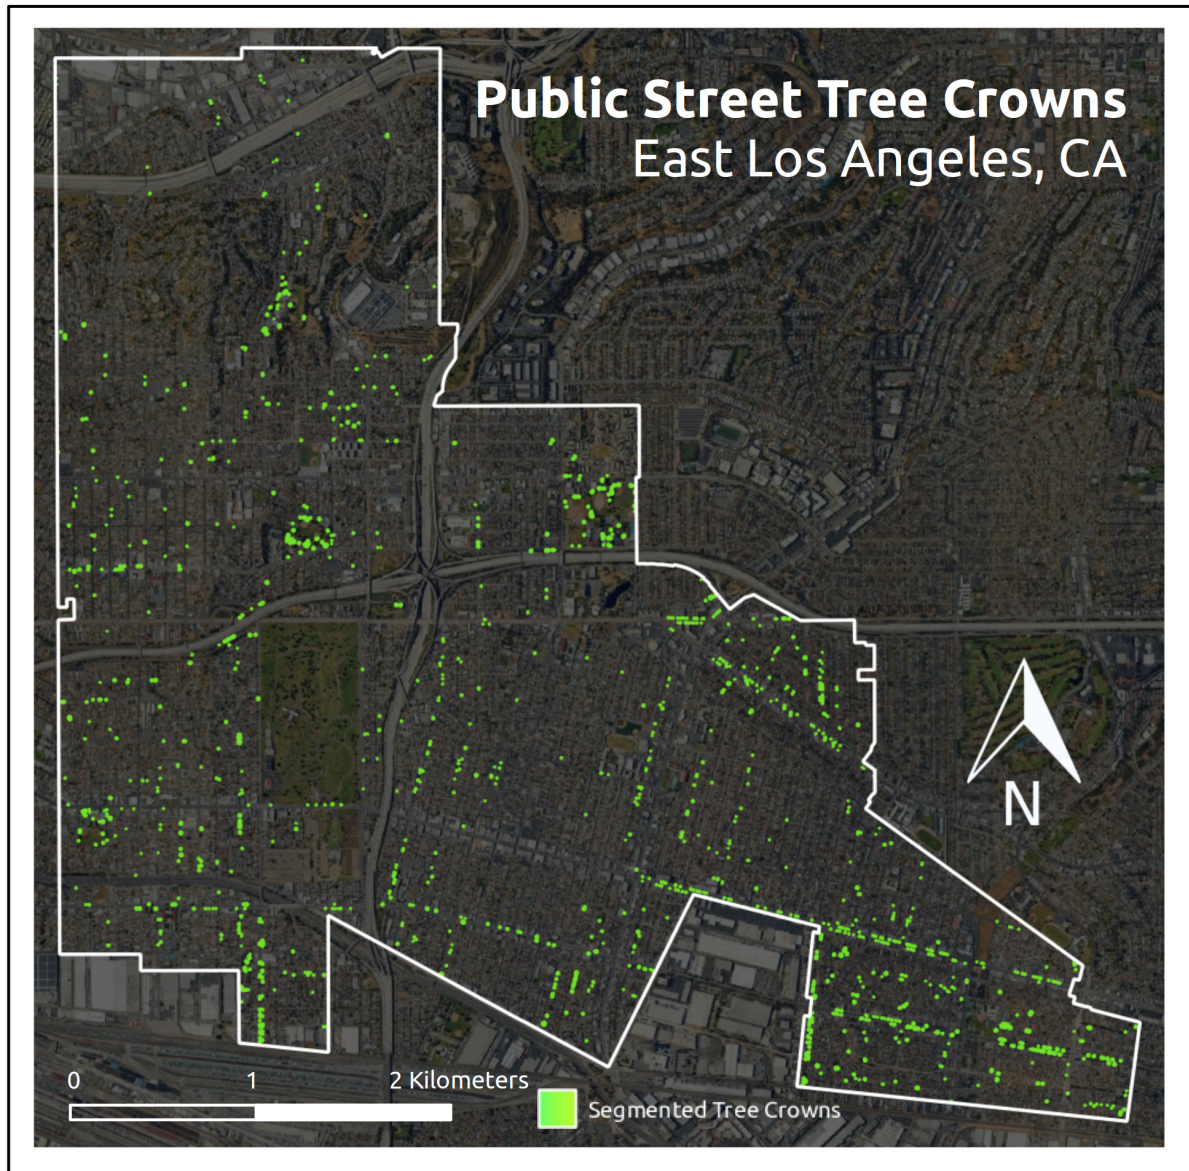 Public Street Tree Crowns
East Los Angeles, CA
N
0 1 2 Kilometers
Segmented Tree Crowns